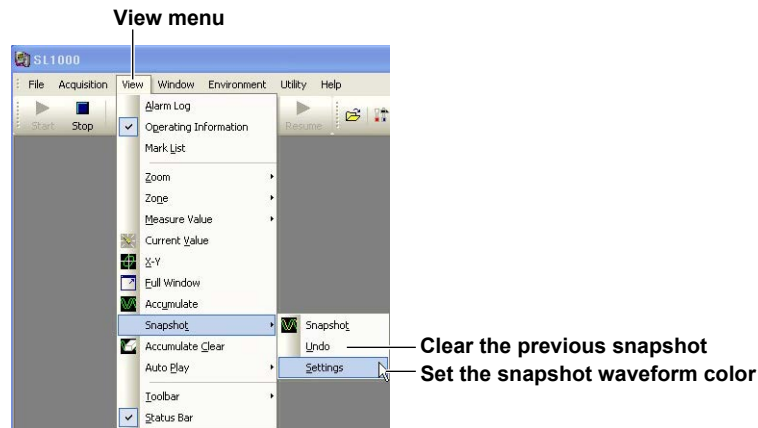 View menu
SL1000
File Acquisition View Window Environment Utility Help
Start Stop Resume
Alarm Log
Operating Information
Mark List
Zoom
Zone
Measure Value
Current Value
X-Y
Full Window
Accumulate
Snapshot
Snapshot
Accumulate Clear
Undo
Clear the previous snapshot
Auto Play
Settings
Set the snapshot waveform color
Toolbar
Status Bar